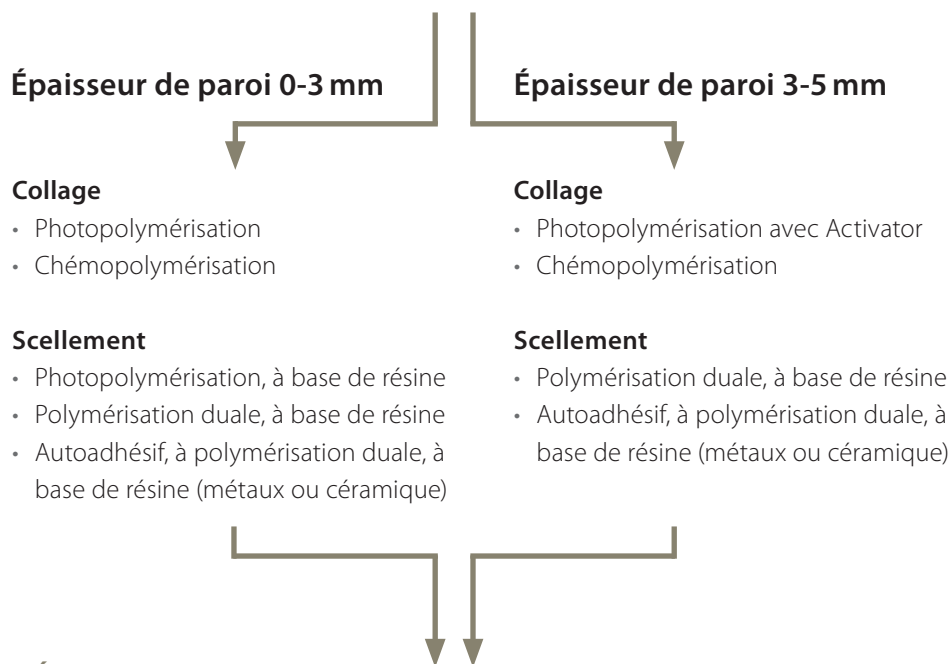 Épaisseur de paroi 0-3 mm
Collage
• Photopolymérisation
• Chémopolymérisation
Scellement
• Photopolymérisation, à base de résine
• Polymérisation duale, à base de résine
• Autoadhésif, à polymérisation duale, à
base de résine (métaux ou céramique)
Épaisseur de paroi 3-5 mm
Collage
• Photopolymérisation avec Activator
• Chémopolymérisation
Scellement
• Polymérisation duale, à base de résine
• Autoadhésif, à polymérisation duale, à
base de résine (métaux ou céramique)